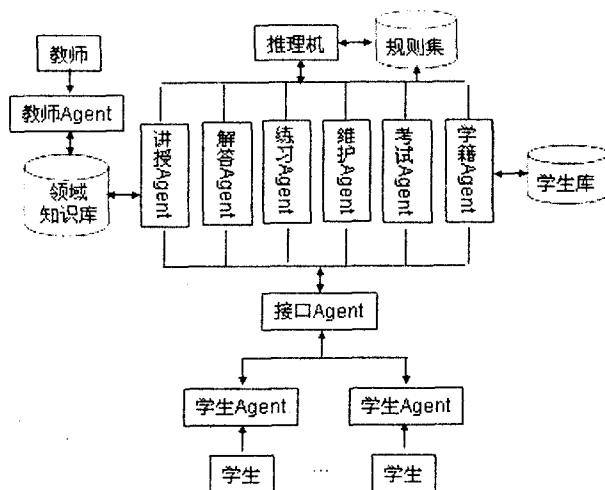 推理机
规则集
教师
教师Agent
领域
知识库
讲授Agent
解答Agent
练习Agent
维护Agent
考试Agent
学籍Agent
学生库
接口Agent
学生Agent
学生Agent
学生
...
学生